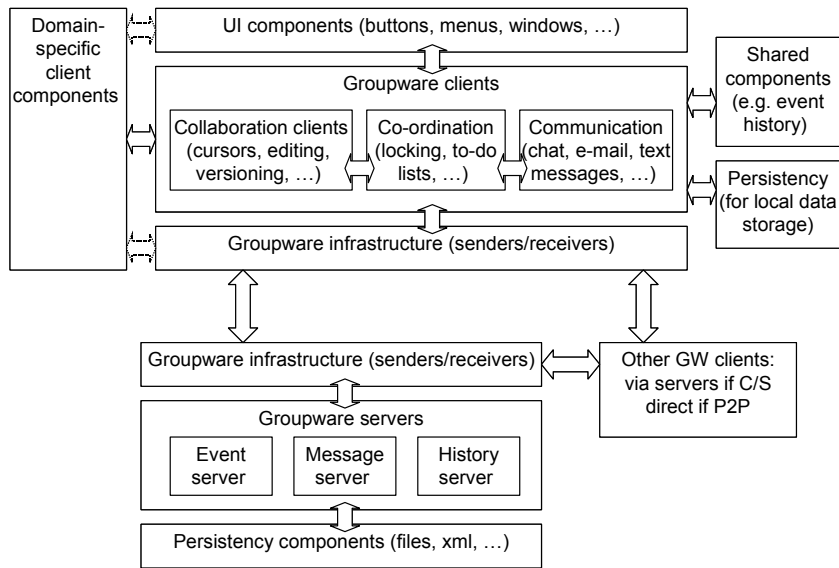 Domain-
specific
client
components
UI components (buttons, menus, windows, …)
Groupware clients
Collaboration clients
(cursors, editing,
versioning, …)
Co-ordination
(locking, to-do
lists, …)
Communication
(chat, e-mail, text
messages, …)
Shared
components
(e.g. event
history)
Persistency
(for local data
storage)
Groupware infrastructure (senders/receivers)
Groupware infrastructure (senders/receivers)
Other GW clients:
via servers if C/S
direct if P2P
Groupware servers
Event
server
Message
server
History
server
Persistency components (files, xml, …)